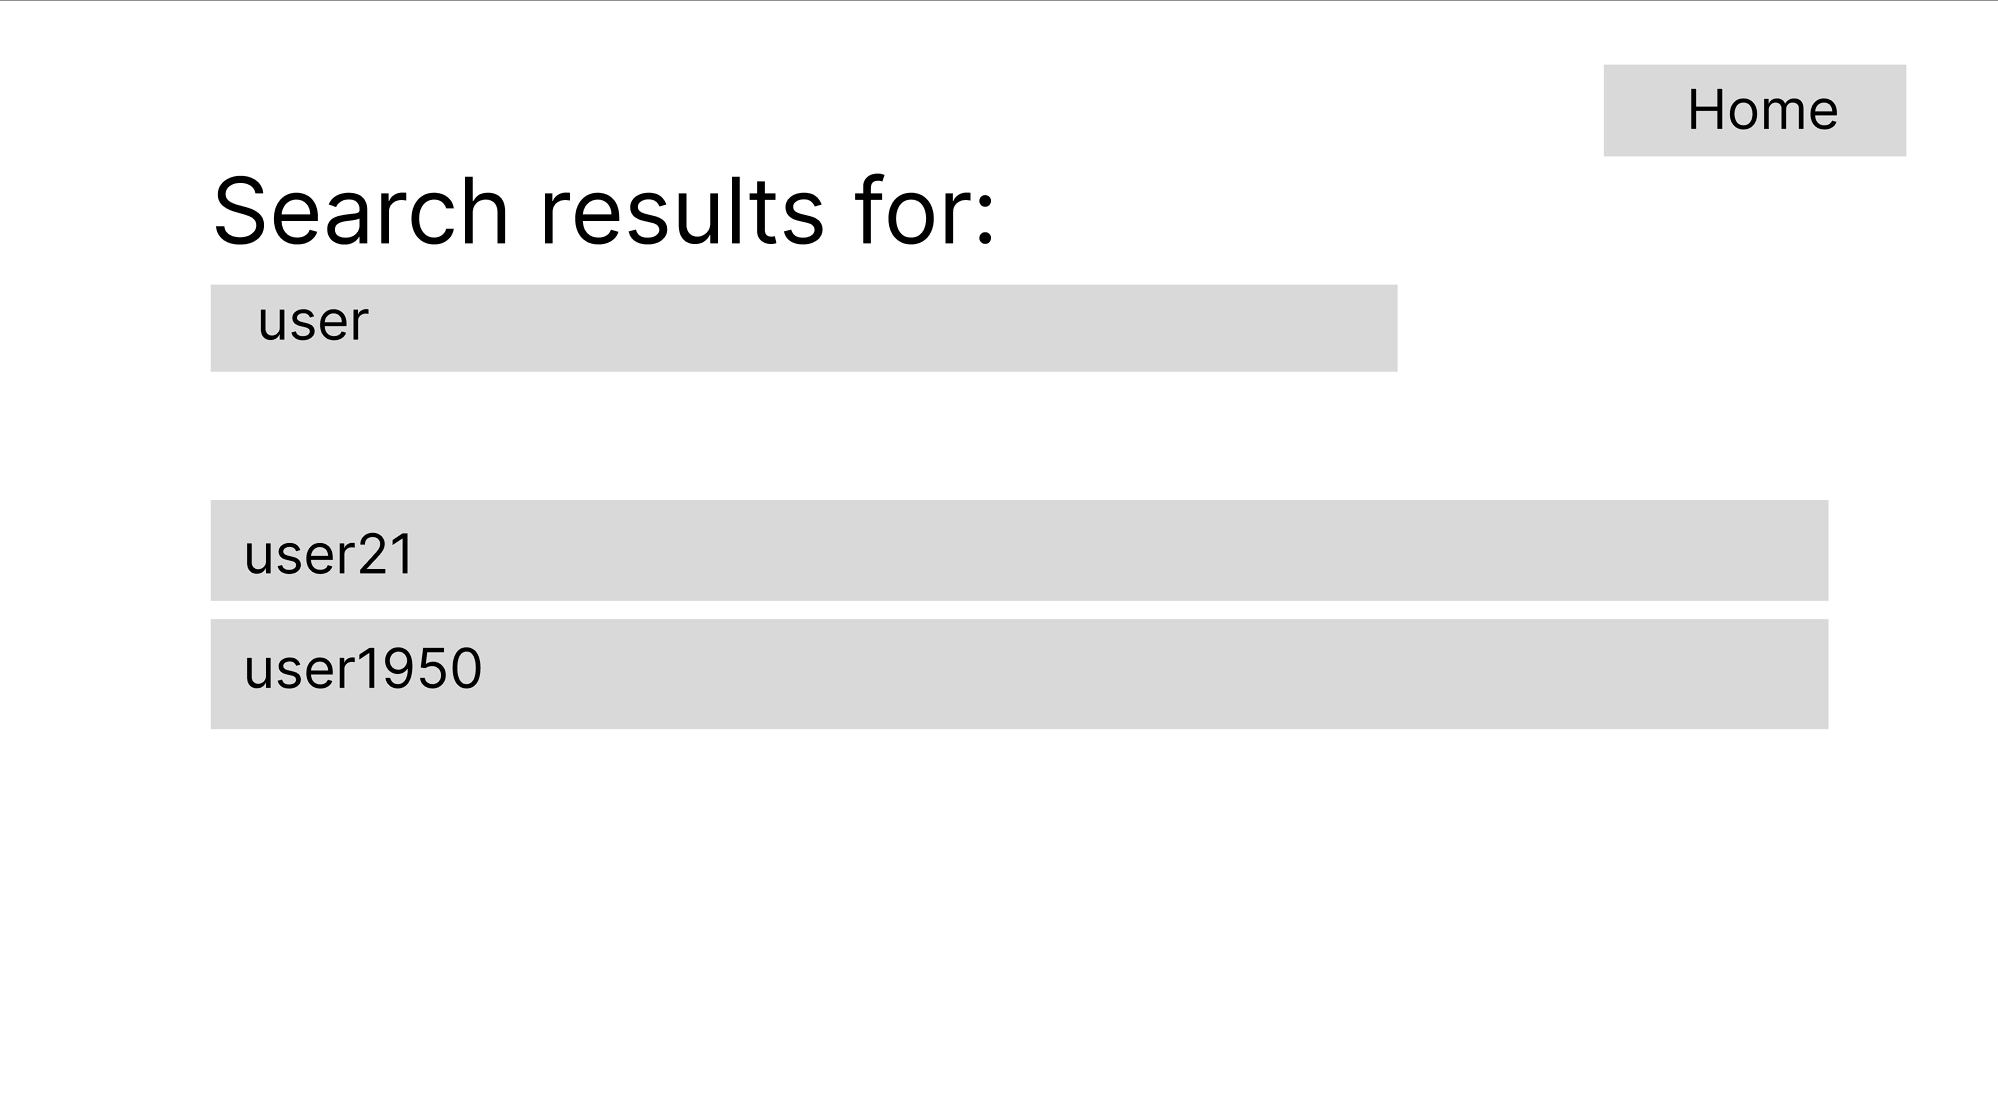 Home
Search results for:
user
user21
user1950